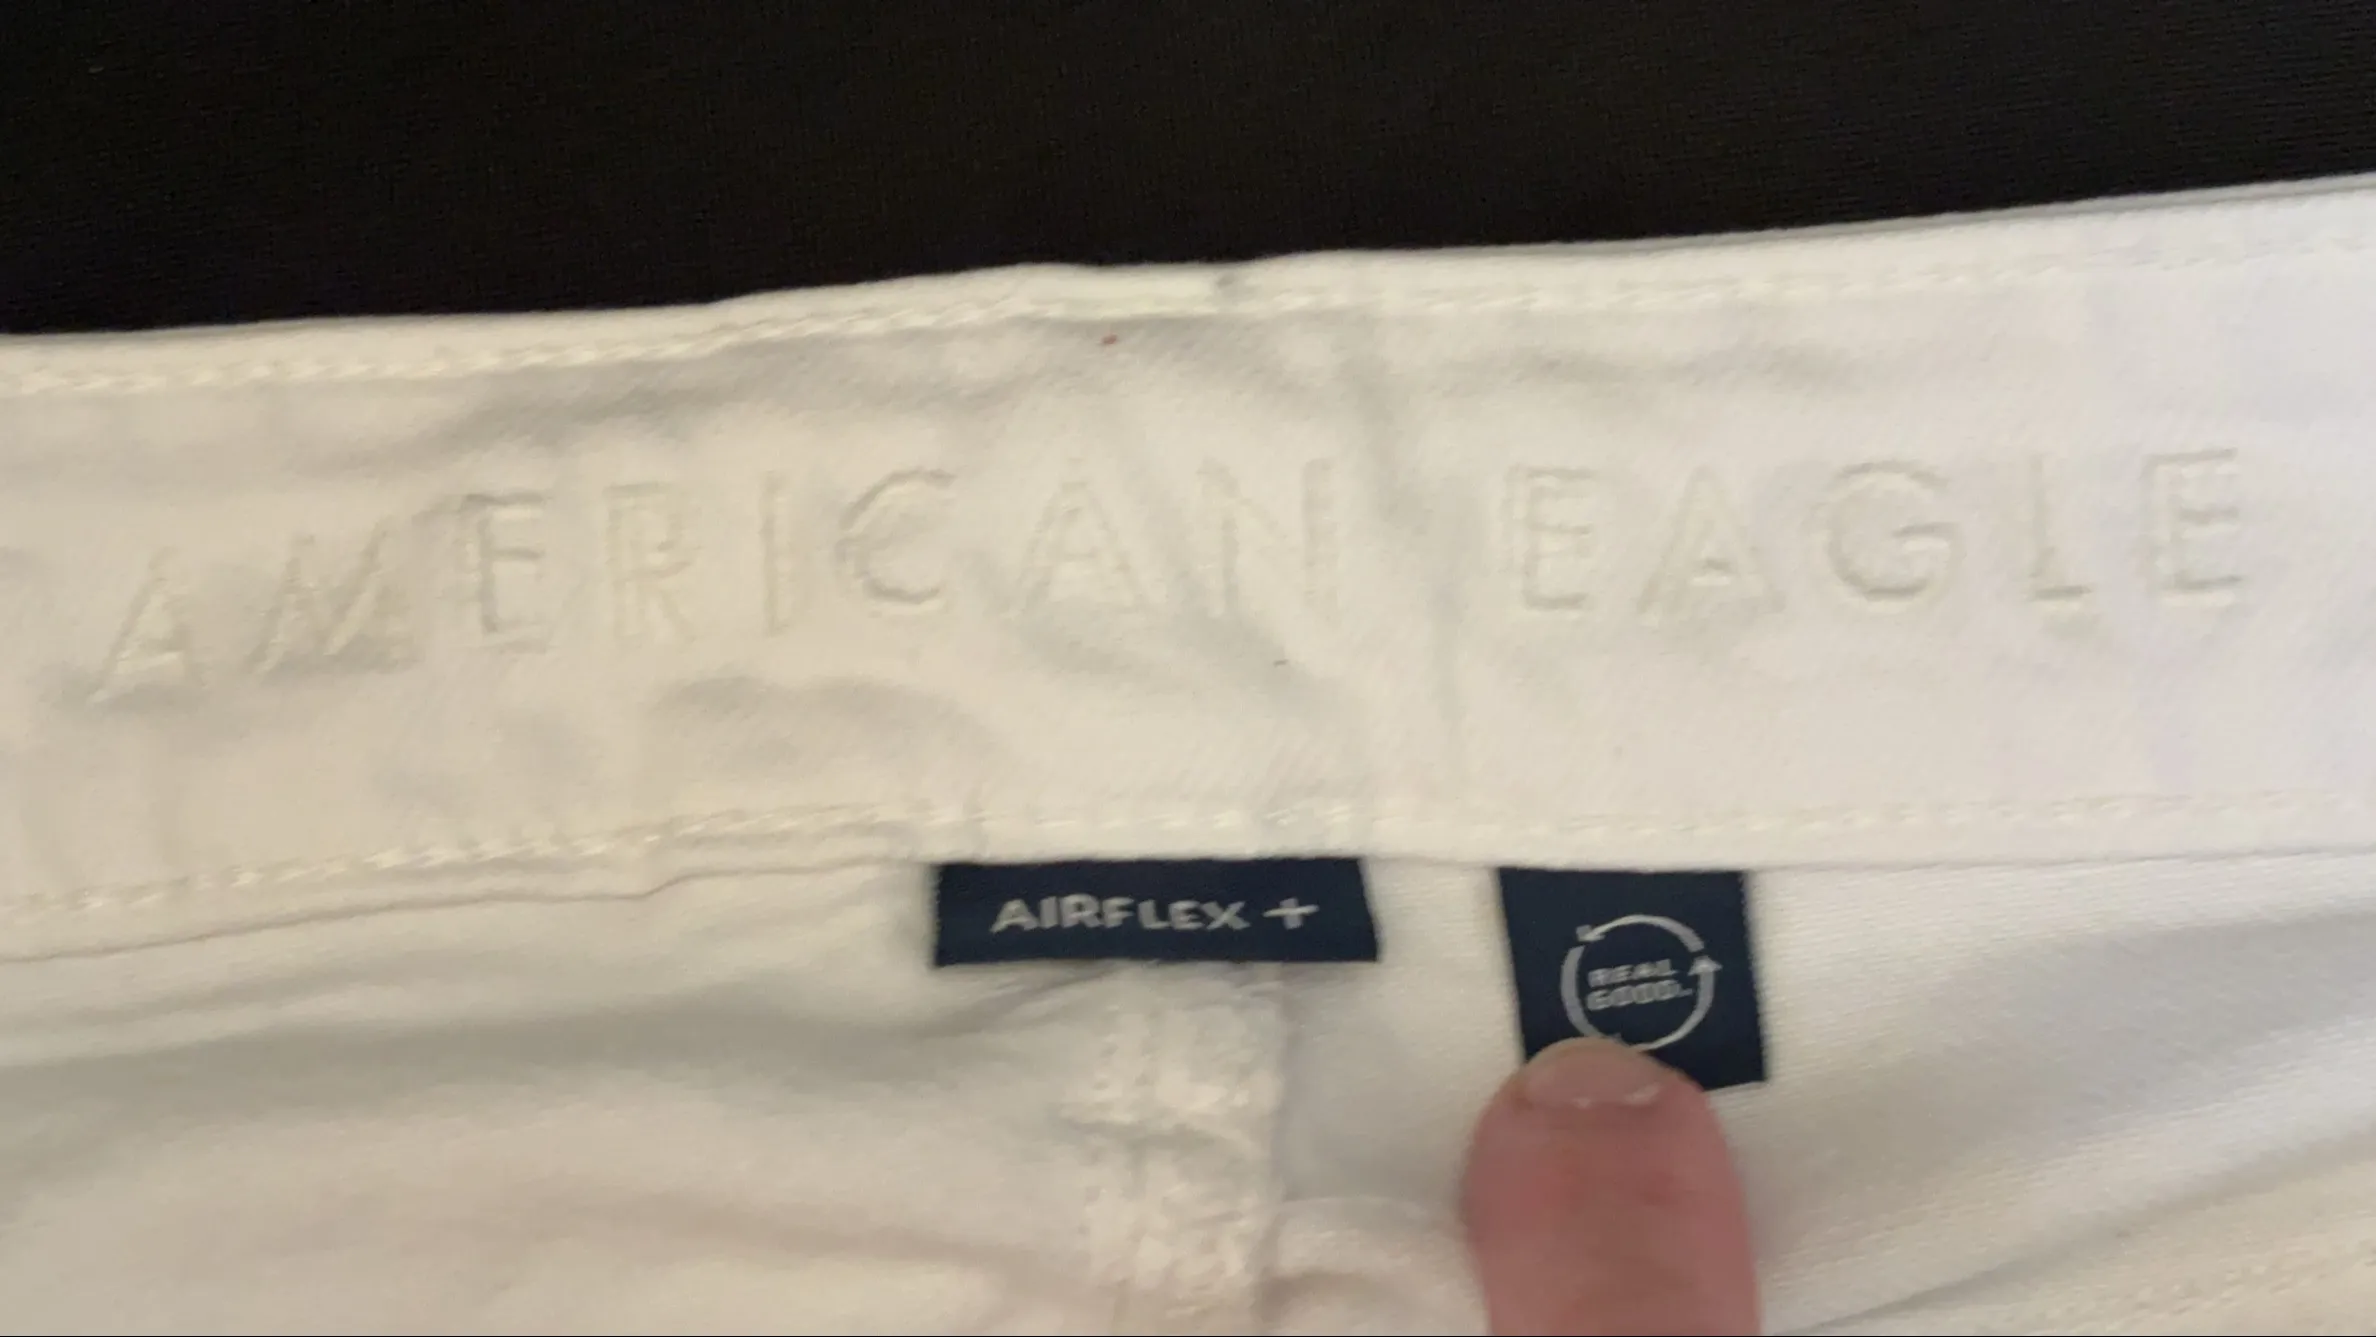 AMERICAN EAGLE
AIRFLEX +
REAL
GOOD.